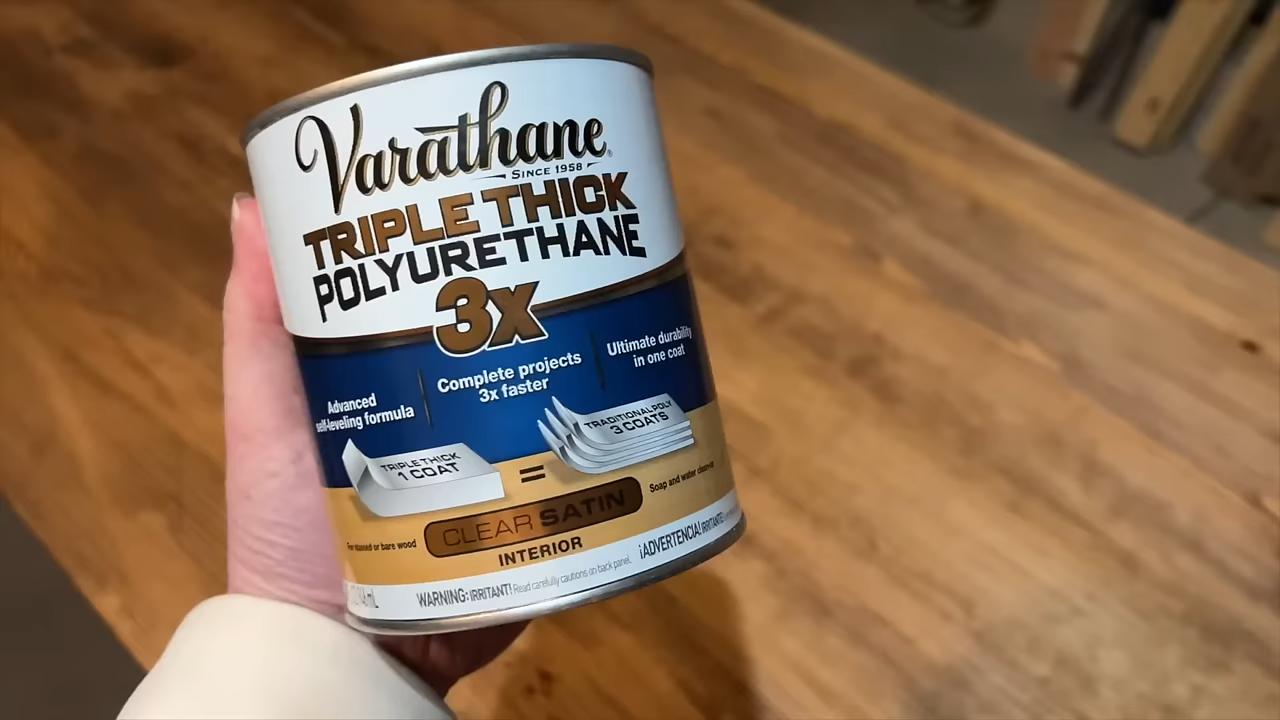 Varathane®
SINCE 1958
TRIPLE THICK
POLYURETHANE
3X
Advanced
self-leveling formula
Complete projects
3x faster
Ultimate durability
in one coat
TRIPLE THICK
1 COAT
=
TRADITIONAL POLY
3 COATS
For stained or bare wood
CLEAR SATIN
Soap and water clean-up
INTERIOR
WARNING: IRRITANT! Read carefully cautions on back panel.
¡ADVERTENCIA! IRRITANTE!